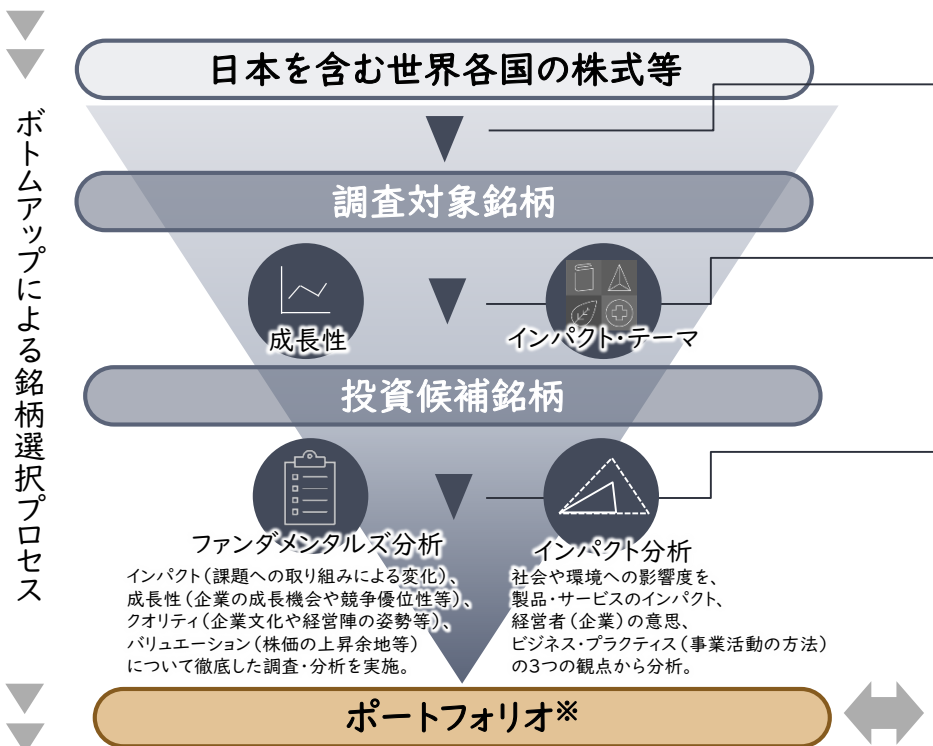 ボトムアップによる銘柄選択プロセス
日本を含む世界各国の株式等
調査対象銘柄
成長性
インパクト・テーマ
投資候補銘柄
ファンダメンタルズ分析
インパクト(課題への取り組みによる変化)、
成長性(企業の成長機会や競争優位性等)、
クオリティ(企業文化や経営陣の姿勢等)、
バリュエーション(株価の上昇余地等)
について徹底した調査・分析を実施。
インパクト分析
社会や環境への影響度を、
製品・サービスのインパクト、
経営者(企業)の意思、
ビジネス・プラクティス(事業活動の方法)
の3つの観点から分析。
ポートフォリオ※